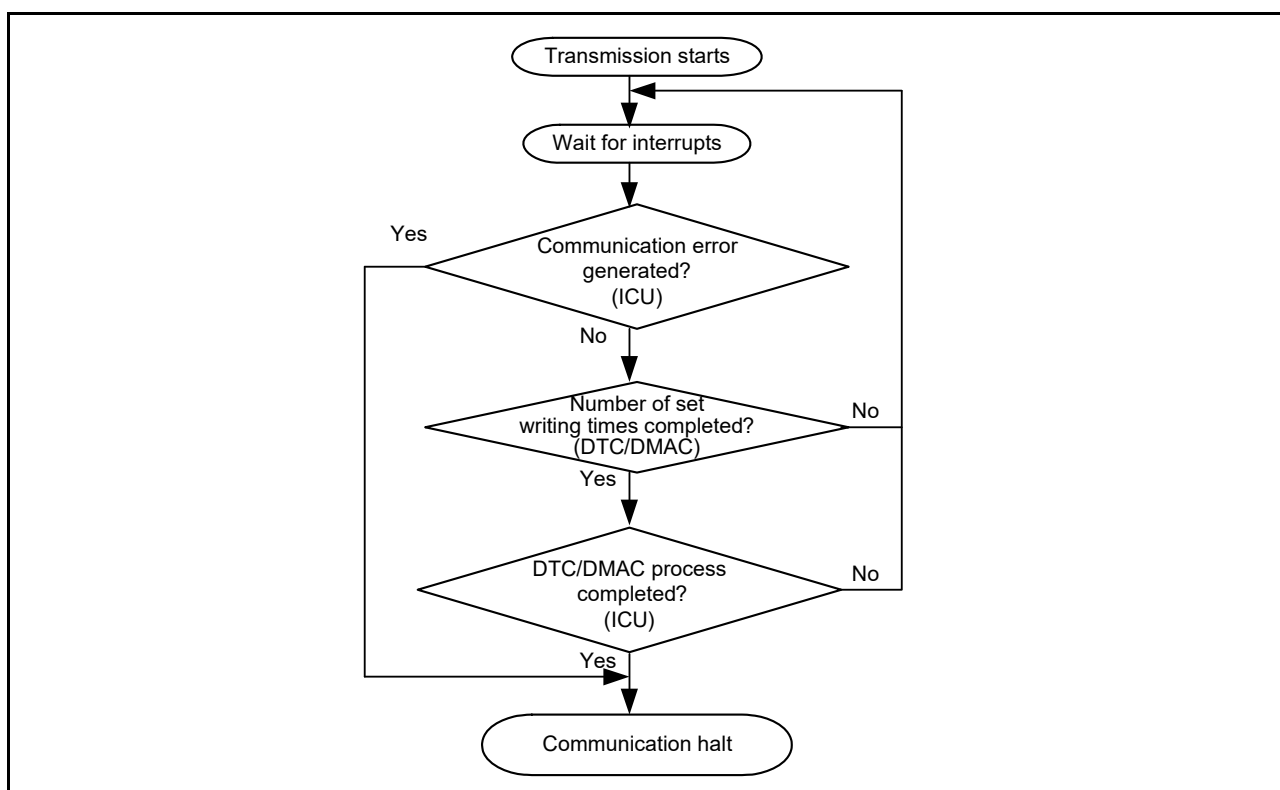 Transmission starts
Wait for interrupts
Yes
Communication error
generated?
(ICU)
No
Number of set
writing times completed?
(DTC/DMAC)
No
Yes
DTC/DMAC process
completed?
(ICU)
No
Yes
Communication halt